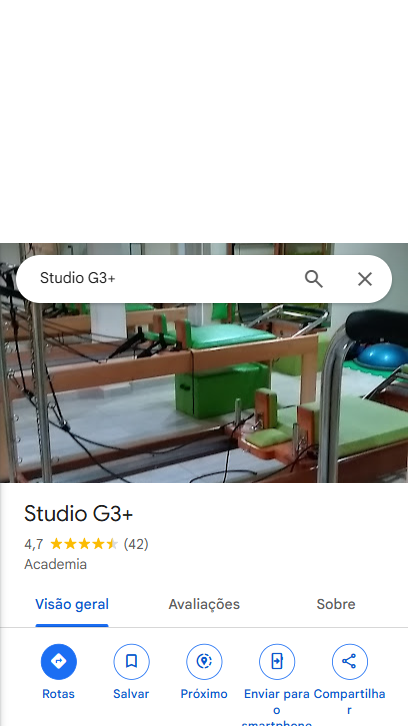 Studio G3+
Studio G3+
4,7 (42)
Academia
Visão geral Avaliações Sobre
Rotas Salvar Próximo Enviar para o smartphone Compartilhar